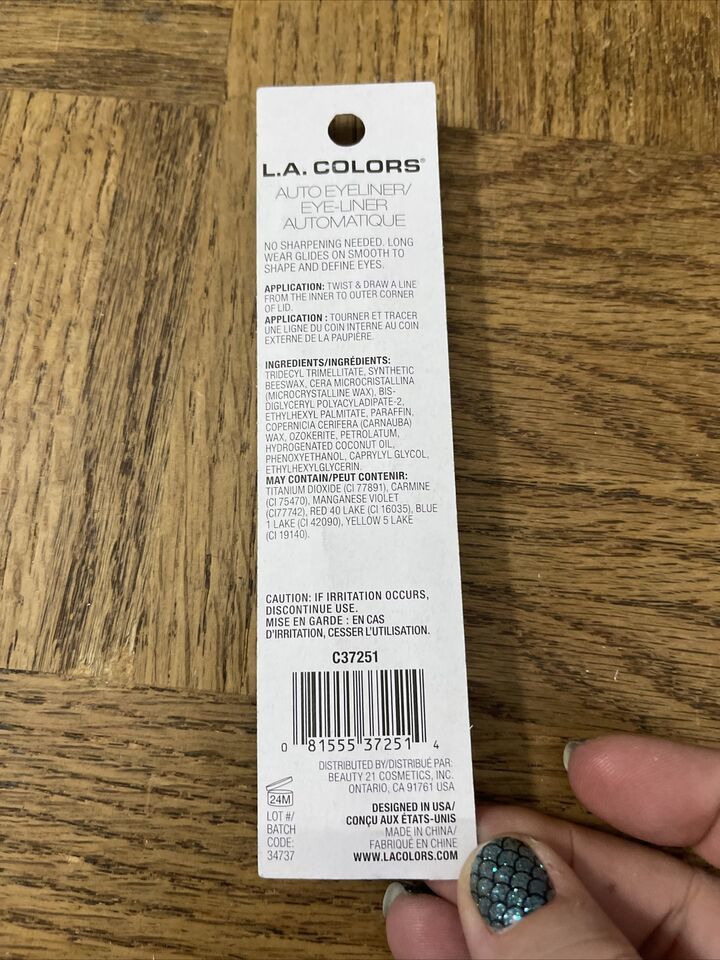 L.A. COLORS®
AUTO EYELINER/
EYE-LINER
AUTOMATIQUE
NO SHARPENING NEEDED. LONG
WEAR GLIDES ON SMOOTH TO
SHAPE AND DEFINE EYES.
APPLICATION: TWIST & DRAW A LINE
FROM THE INNER TO OUTER CORNER
OF LID.
APPLICATION : TOURNER ET TRACER
UNE LIGNE DU COIN INTERNE AU COIN
EXTERNE DE LA PAUPIÈRE.
INGREDIENTS/INGRÉDIENTS:
TRIDECYL TRIMELLITATE, SYNTHETIC
BEESWAX, CERA MICROCRISTALLINA
(MICROCRYSTALLINE WAX), BIS-
DIGLYCERYL POLYACYLADIPATE-2,
ETHYLHEXYL PALMITATE, PARAFFIN,
COPERNICIA CERIFERA (CARNAUBA)
WAX, OZOKERITE, PETROLATUM,
HYDROGENATED COCONUT OIL,
PHENOXYETHANOL, CAPRYLYL GLYCOL,
ETHYLHEXYLGLYCERIN.
MAY CONTAIN/PEUT CONTENIR:
TITANIUM DIOXIDE (CI 77891), CARMINE
(CI 75470), MANGANESE VIOLET
(CI77742), RED 40 LAKE (CI 16035), BLUE
1 LAKE (CI 42090), YELLOW 5 LAKE
(CI 19140).
CAUTION: IF IRRITATION OCCURS,
DISCONTINUE USE.
MISE EN GARDE : EN CAS
D'IRRITATION, CESSER L'UTILISATION.
C37251
0 81555 37251 4
DISTRIBUTED BY/DISTRIBUÉ PAR:
BEAUTY 21 COSMETICS, INC.
ONTARIO, CA 91761 USA
24M
LOT #/
BATCH
CODE:
34737
DESIGNED IN USA/
CONÇU AUX ÉTATS-UNIS
MADE IN CHINA/
FABRIQUÉ EN CHINE
WWW.LACOLORS.COM